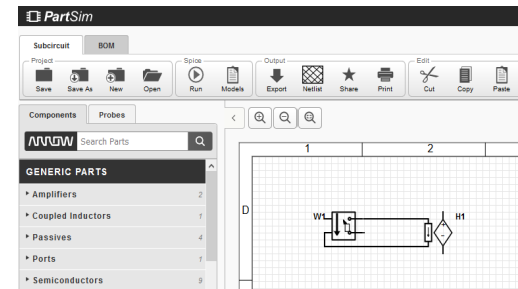 PartSim
Subcircuit BOM
Project Spice Output Edit
Save Save As New Open Run Models Export Netlist Share Print Cut Copy Paste
Components Probes
ARROW Search Parts
1 2
GENERIC PARTS
Amplifiers 2
Coupled Inductors 1
D W1 H1
Passives 4
Ports 1
Semiconductors 9